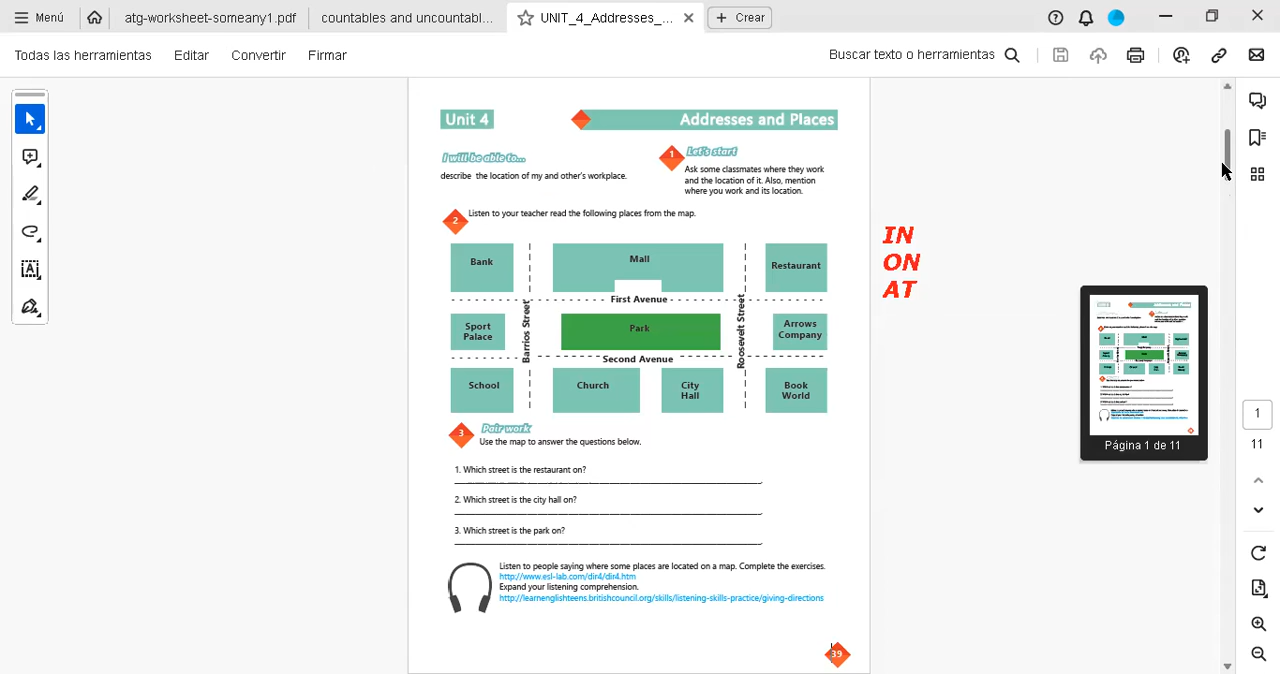 Menú
atg-worksheet-someany1.pdf
countables and uncountabl...
UNIT_4_Addresses_...
Crear
Todas las herramientas
Editar
Convertir
Firmar
Buscar texto o herramientas
Unit 4
Addresses and Places
I will be able to...
describe the location of my and other's workplace.
1
Let's start
Ask some classmates where they work
and the location of it. Also, mention
where you work and its location.
2
Listen to your teacher read the following places from the map.
Bank
Mall
Restaurant
First Avenue
Barrios Street
Roosevelt Street
Sport
Palace
Park
Arrows
Company
Second Avenue
School
Church
City
Hall
Book
World
IN
ON
AT
3
Pair work
Use the map to answer the questions below.
1. Which street is the restaurant on?
2. Which street is the city hall on?
3. Which street is the park on?
Listen to people saying where some places are located on a map. Complete the exercises.
http://www.esl-lab.com/dir4/dir4.htm
Expand your listening comprehension.
http://learnenglishteens.britishcouncil.org/skills/listening-skills-practice/giving-directions
39
Página 1 de 11
1
11